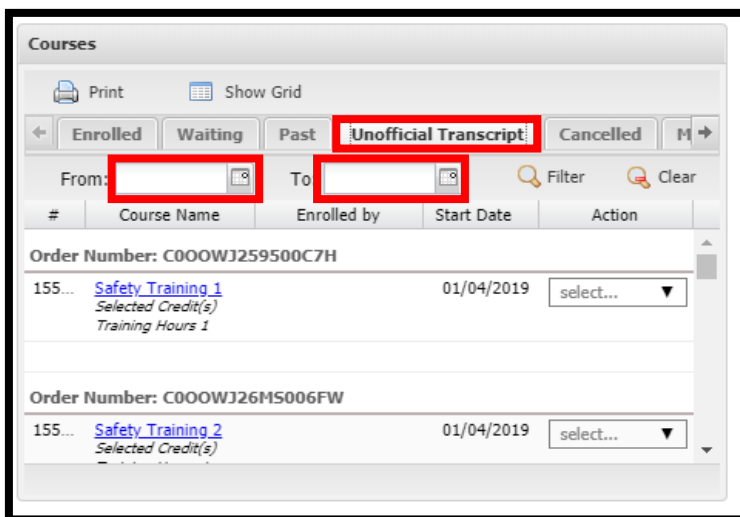 Courses
Print Show Grid
Enrolled Waiting Past Unofficial Transcript Cancelled M
From: To Filter Clear
# Course Name Enrolled by Start Date Action
Order Number: C0OOWJ259500C7H
155... Safety Training 1 01/04/2019 select...
Selected Credit(s)
Training Hours 1
Order Number: C0OOWJ26MS006FW
155... Safety Training 2 01/04/2019 select...
Selected Credit(s)